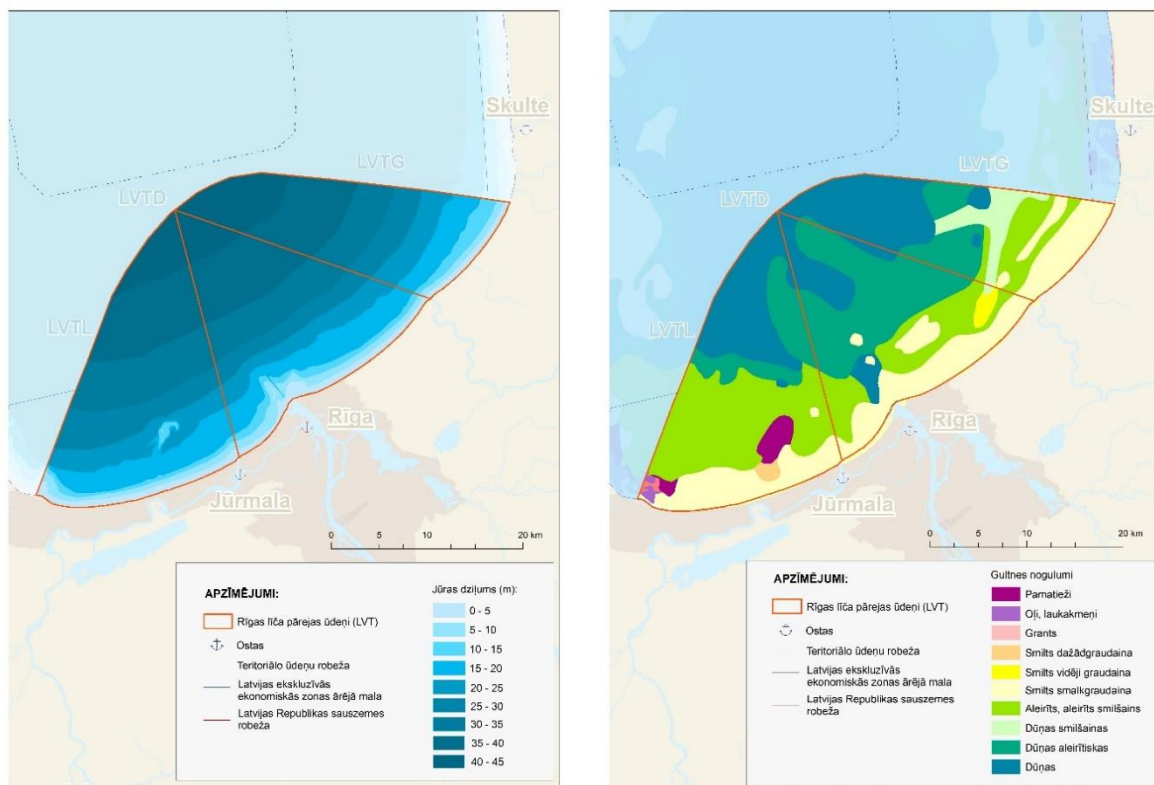 Skulte
LVTG
LVTD
LVTL
Rīga
Jūrmala
0 5 10 20 km
APZĪMĒJUMI:
Rīgas līča pārejas ūdeņi (LVT)
Ostas
Teritoriālo ūdeņu robeža
Latvijas ekskluzīvās
ekonomiskās zonas ārējā mala
Latvijas Republikas sauszemes
robeža
Jūras dziļums (m):
0 - 5
5 - 10
10 - 15
15 - 20
20 - 25
25 - 30
30 - 35
35 - 40
40 - 45
Skulte
LVTG
LVTD
LVTL
Rīga
Jūrmala
0 5 10 20 km
APZĪMĒJUMI:
Rīgas līča pārejas ūdeņi (LVT)
Ostas
Teritoriālo ūdeņu robeža
Latvijas ekskluzīvās
ekonomiskās zonas ārējā mala
Latvijas Republikas sauszemes
robeža
Gultnes nogulumi
Pamatieži
Oļi, laukakmeņi
Grants
Smilts dažādgraudaina
Smilts vidēji graudaina
Smilts smalkgraudaina
Aleirīts, aleirīts smilšains
Dūņas smilšainas
Dūņas aleirītiskas
Dūņas